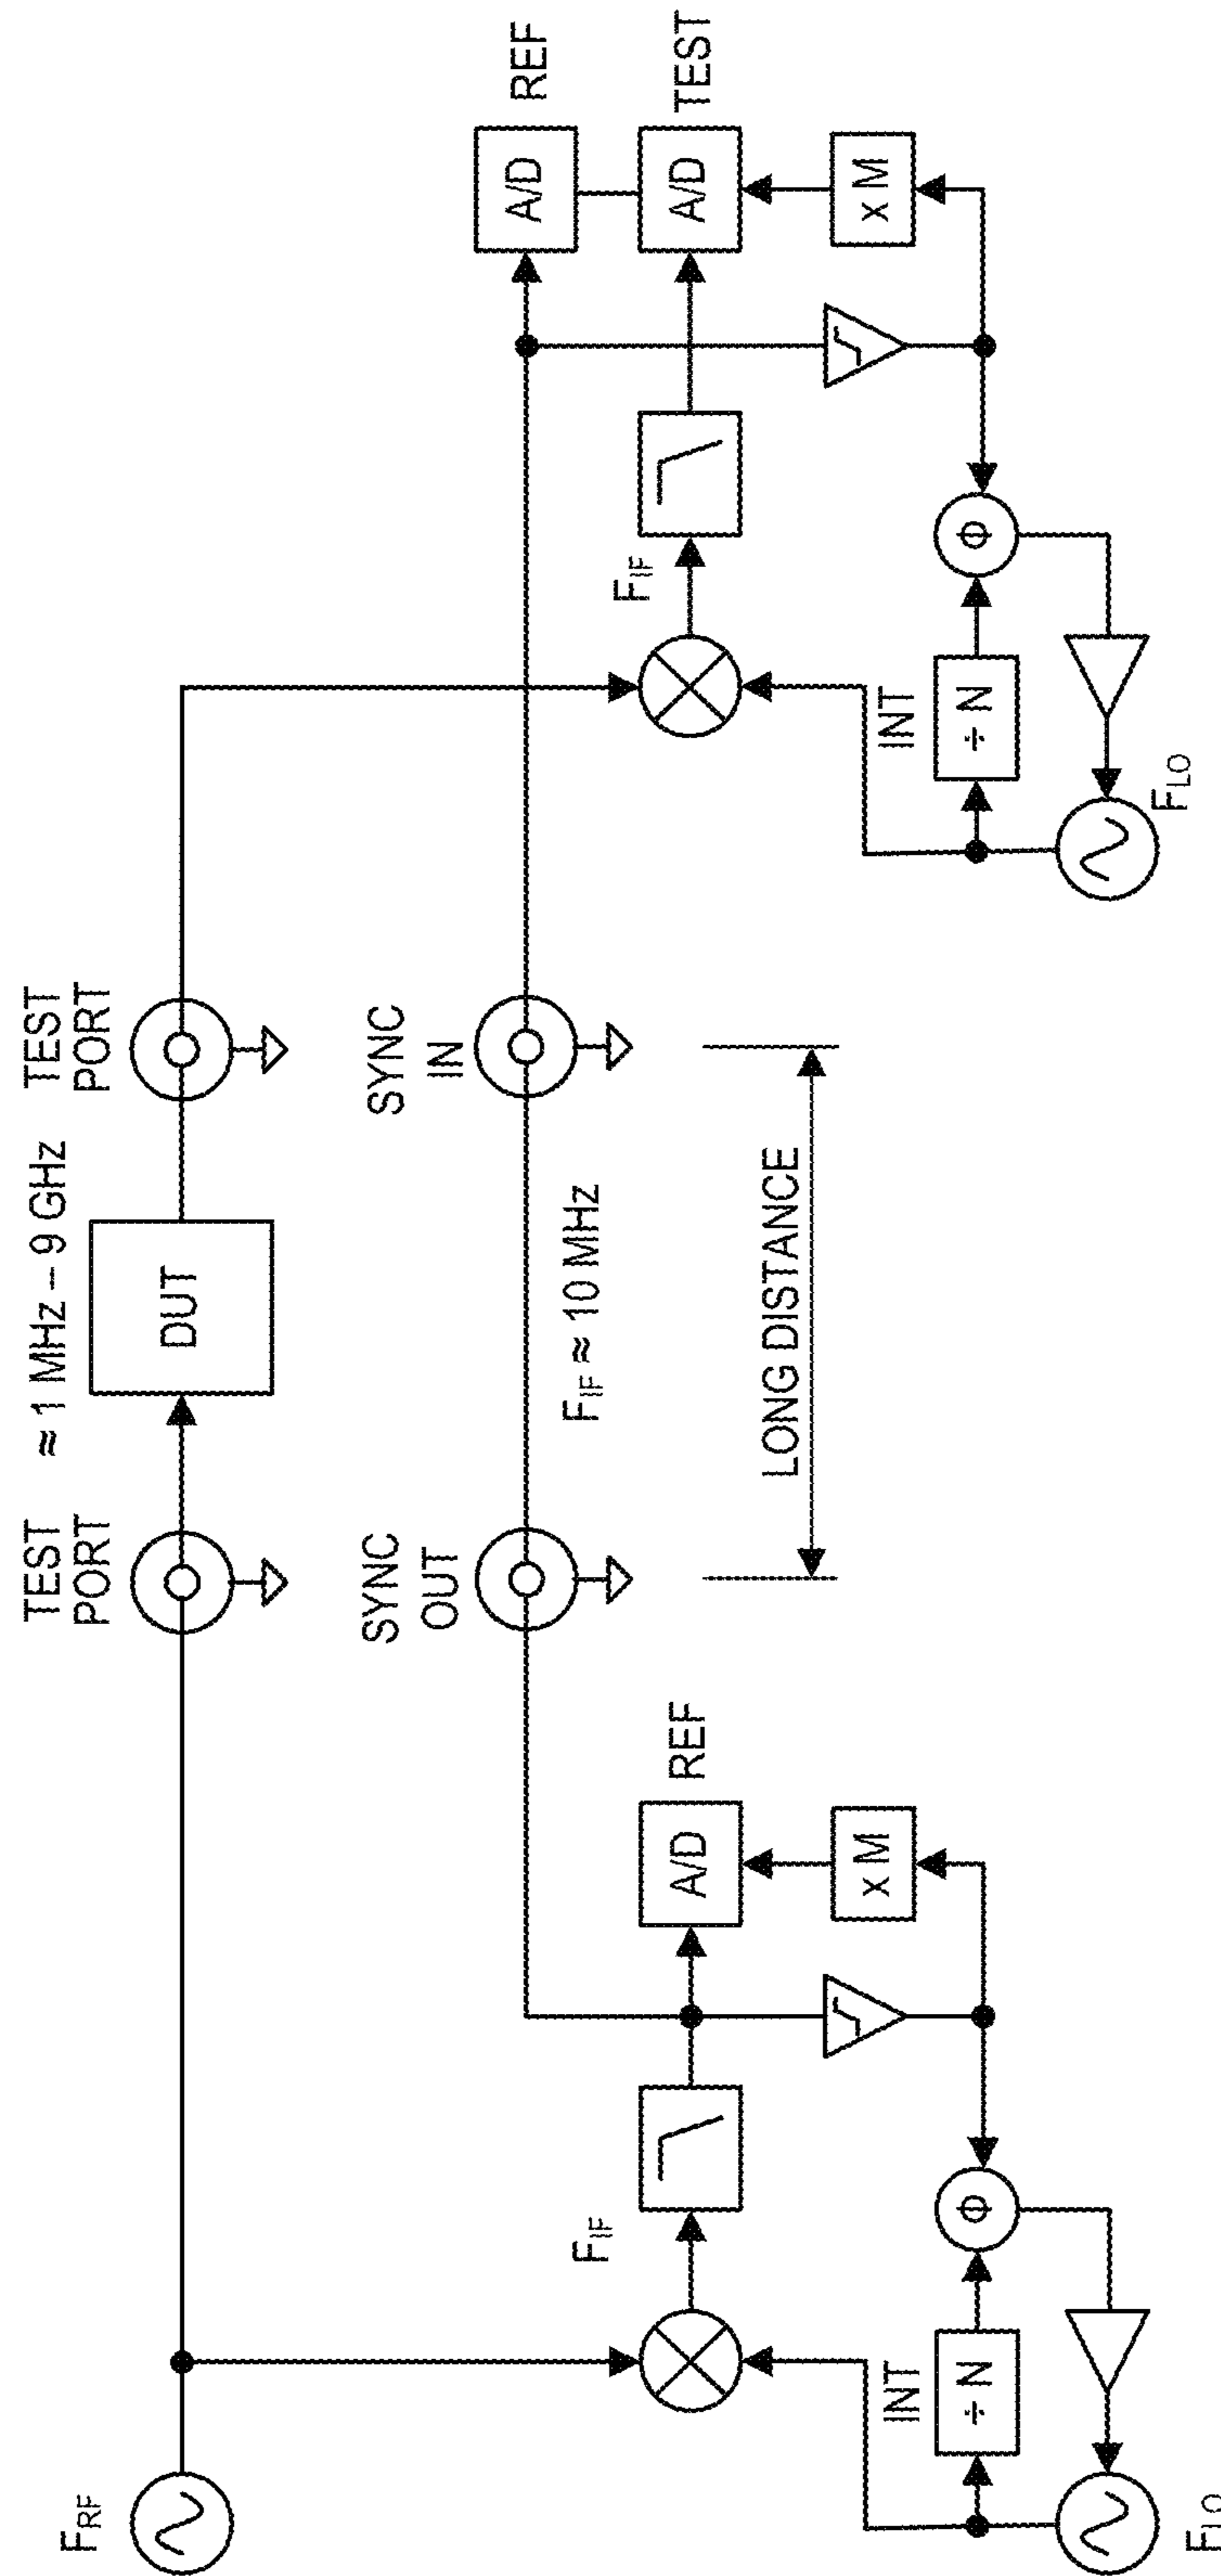 F_RF
TEST
PORT
≈ 1 MHz – 9 GHz
DUT
TEST
PORT
SYNC
OUT
F_IF ≈ 10 MHz
SYNC
IN
LONG DISTANCE
F_IF
A/D
REF
x M
INT
÷ N
Φ
F_LO
F_IF
A/D
REF
A/D
TEST
x M
INT
÷ N
Φ
F_LO